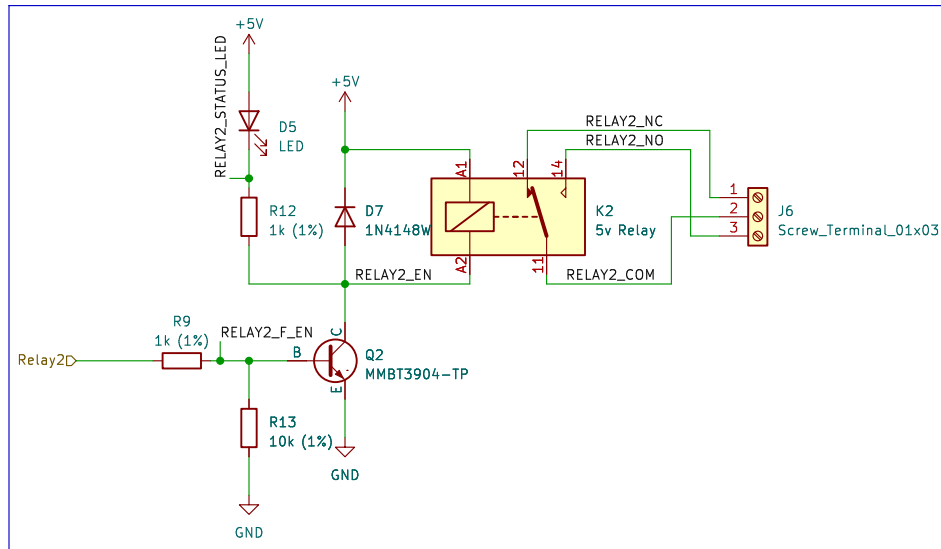 +5V
RELAY2_STATUS_LED
D5
LED
+5V
RELAY2_NC
RELAY2_NO
A1
12
14
R12
1k (1%)
D7
1N4148W
K2
5v Relay
1
2
3
J6
Screw_Terminal_01x03
A2
11
RELAY2_EN
RELAY2_COM
R9
1k (1%)
RELAY2_F_EN
Relay2
B
C
E
Q2
MMBT3904-TP
R13
10k (1%)
GND
GND